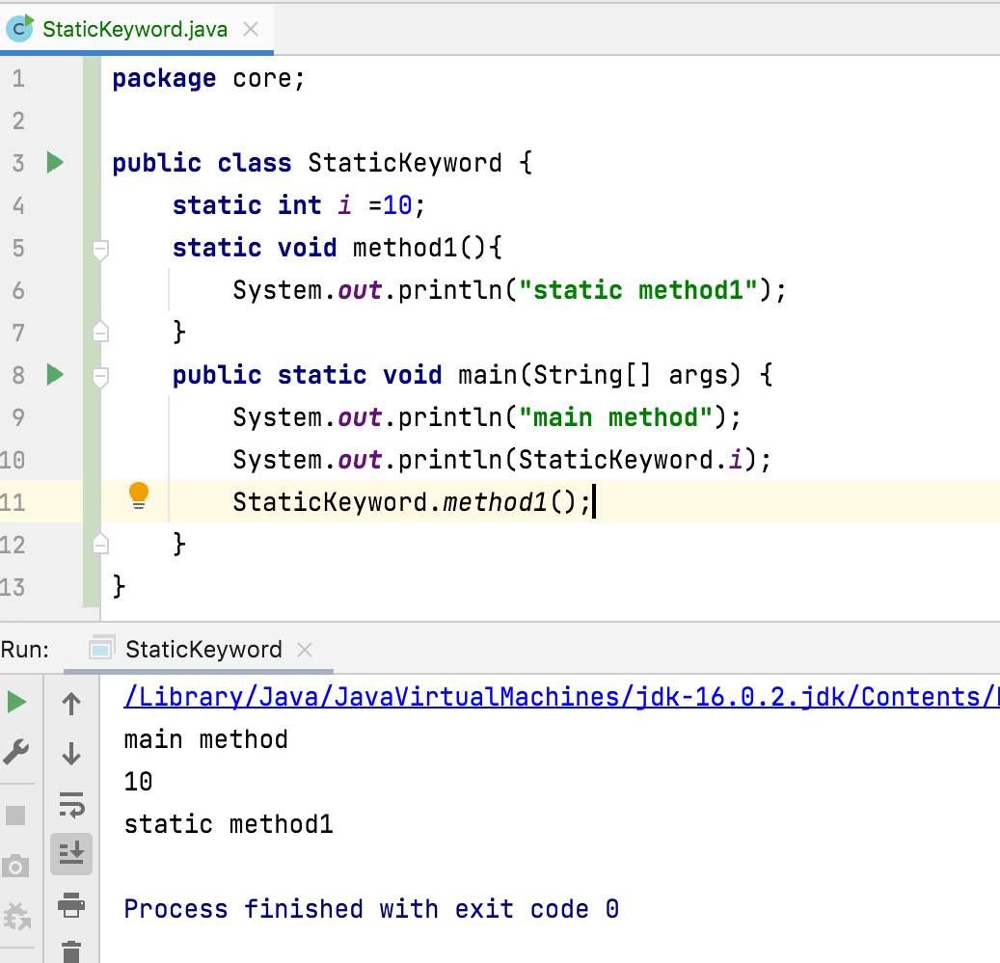 StaticKeyword.java
1 package core;
2
3 public class StaticKeyword {
4 static int i =10;
5 static void method1(){
6 System.out.println("static method1");
7 }
8 public static void main(String[] args) {
9 System.out.println("main method");
10 System.out.println(StaticKeyword.i);
11 StaticKeyword.method1();
12 }
13 }
Run: StaticKeyword
/Library/Java/JavaVirtualMachines/jdk-16.0.2.jdk/Contents/
main method
10
static method1
Process finished with exit code 0